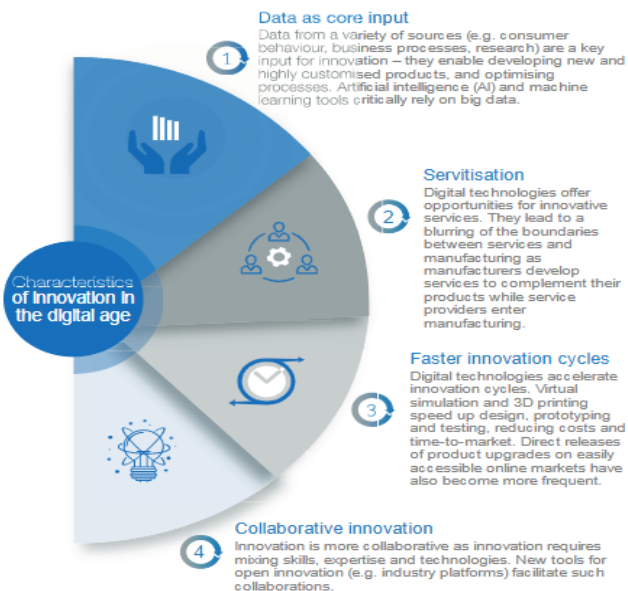 Data as core input
Data from a variety of sources (e.g. consumer
behaviour, business processes, research) are a key
input for innovation – they enable developing new and
highly customised products, and optimising
processes. Artificial intelligence (AI) and machine
learning tools critically rely on big data.
1
Servitisation
Digital technologies offer
opportunities for innovative
services. They lead to a
blurring of the boundaries
between services and
manufacturing as
manufacturers develop
services to complement their
products while service
providers enter
manufacturing.
2
Characteristics
of innovation in
the digital age
Faster innovation cycles
Digital technologies accelerate
innovation cycles. Virtual
simulation and 3D printing
speed up design, prototyping
and testing, reducing costs and
time-to-market. Direct releases
of product upgrades on easily
accessible online markets have
also become more frequent.
3
Collaborative innovation
Innovation is more collaborative as innovation requires
mixing skills, expertise and technologies. New tools for
open innovation (e.g. industry platforms) facilitate such
collaborations.
4